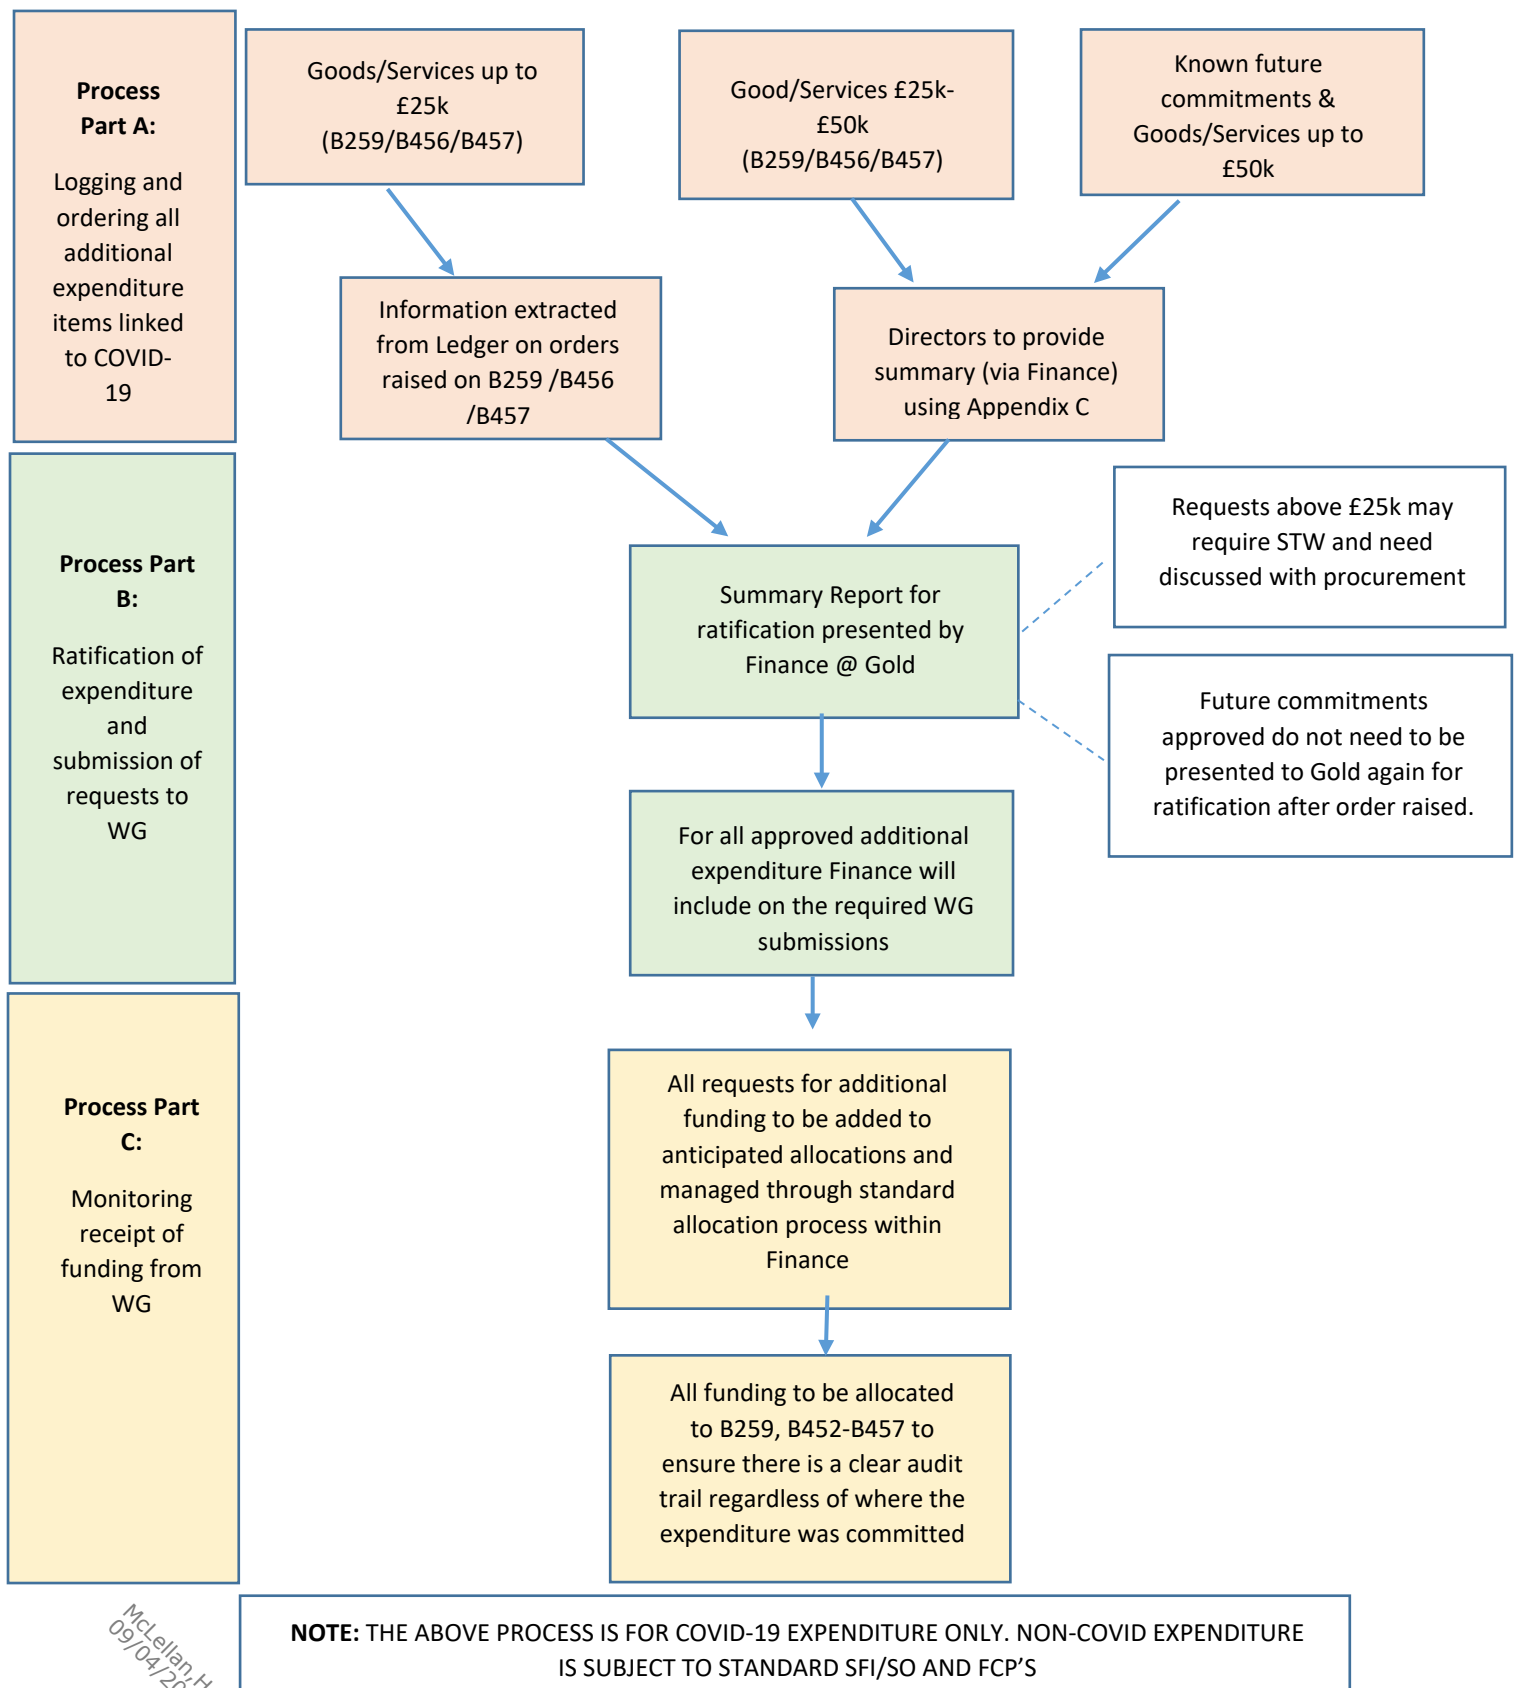 Process
Part A:
Logging and
ordering all
additional
expenditure
items linked
to COVID-
19
Goods/Services up to
£25k
(B259/B456/B457)
Good/Services £25k-
£50k
(B259/B456/B457)
Known future
commitments &
Goods/Services up to
£50k
Information extracted
from Ledger on orders
raised on B259 /B456
/B457
Directors to provide
summary (via Finance)
using Appendix C
Process Part
B:
Ratification of
expenditure
and
submission of
requests to
WG
Summary Report for
ratification presented by
Finance @ Gold
Requests above £25k may
require STW and need
discussed with procurement
Future commitments
approved do not need to be
presented to Gold again for
ratification after order raised.
For all approved additional
expenditure Finance will
include on the required WG
submissions
Process Part
C:
Monitoring
receipt of
funding from
WG
All requests for additional
funding to be added to
anticipated allocations and
managed through standard
allocation process within
Finance
All funding to be allocated
to B259, B452-B457 to
ensure there is a clear audit
trail regardless of where the
expenditure was committed
NOTE: THE ABOVE PROCESS IS FOR COVID-19 EXPENDITURE ONLY. NON-COVID EXPENDITURE
IS SUBJECT TO STANDARD SFI/SO AND FCP'S
McLellan,H
09/04/20